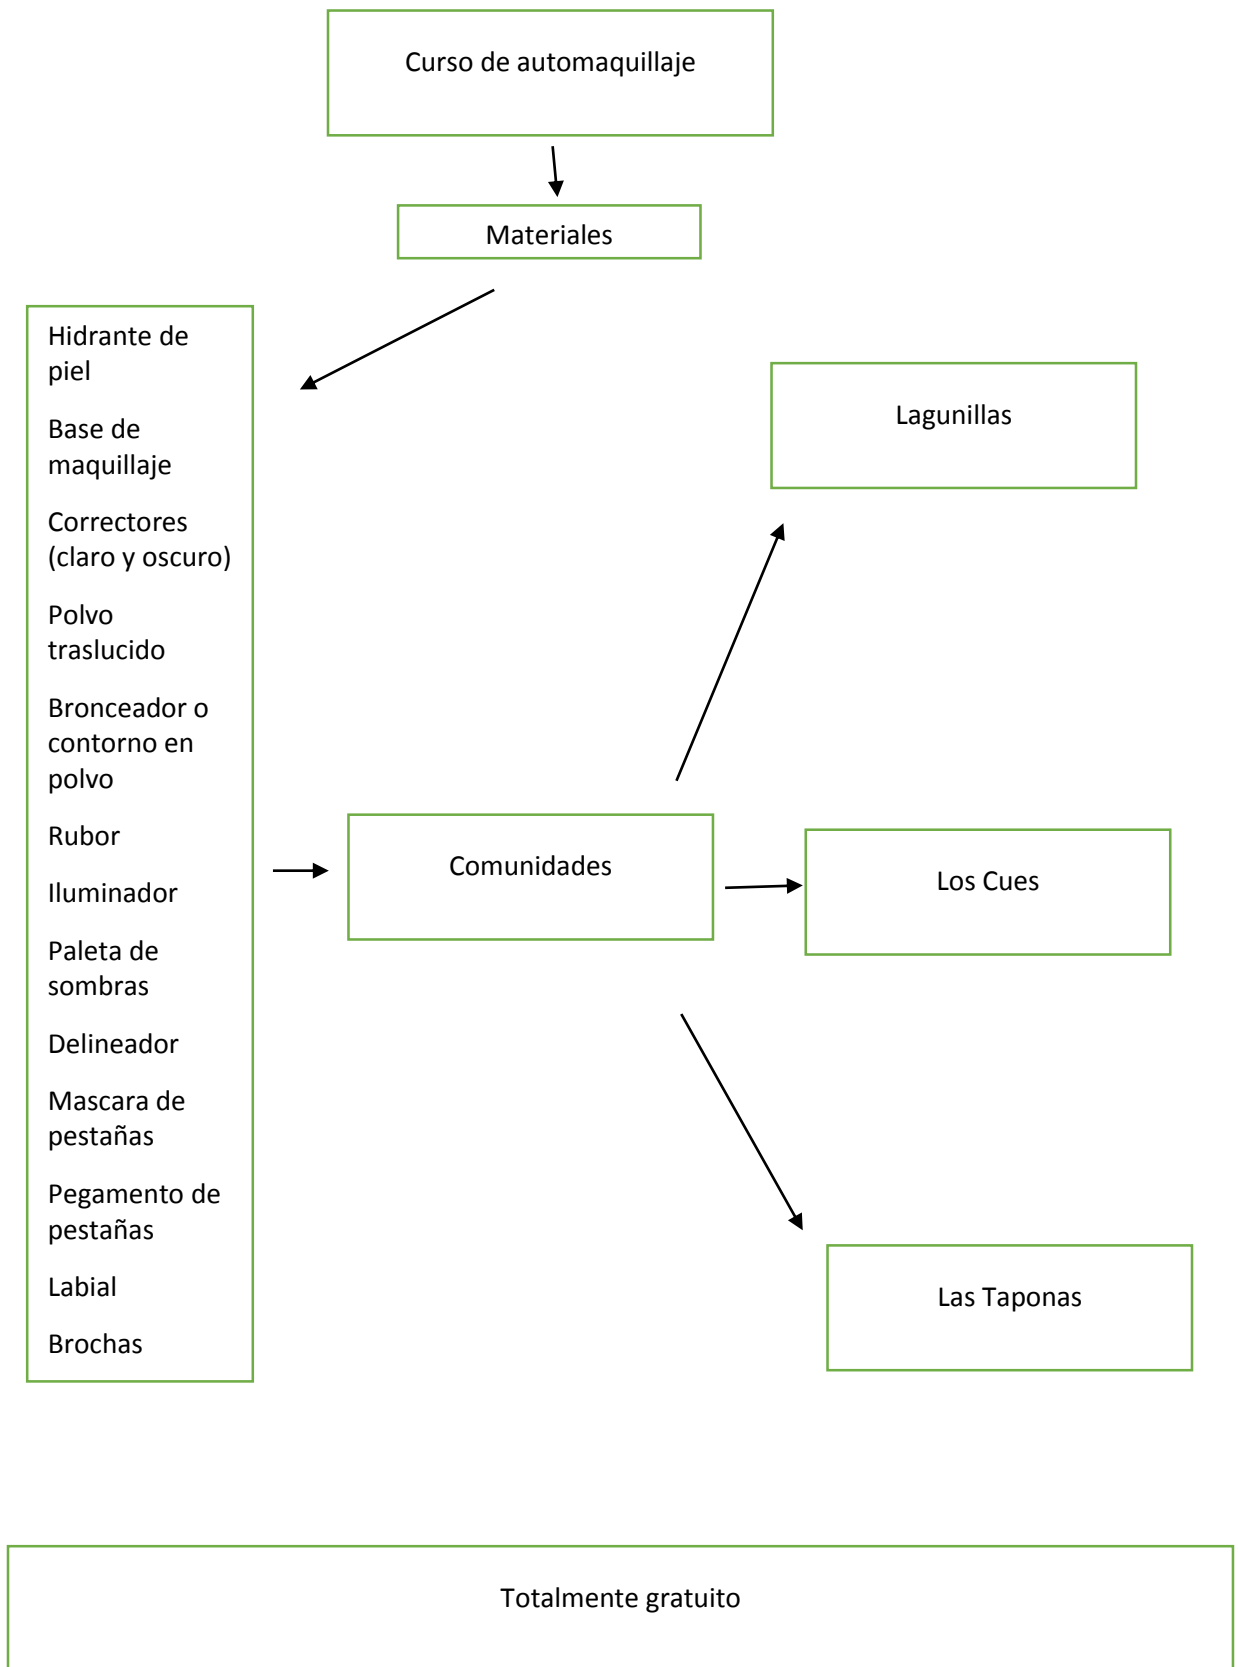 Curso de automaquillaje
Materiales
Hidrante de
piel
Base de
maquillaje
Correctores
(claro y oscuro)
Polvo
traslucido
Bronceador o
contorno en
polvo
Rubor
Iluminador
Paleta de
sombras
Delineador
Mascara de
pestañas
Pegamento de
pestañas
Labial
Brochas
Comunidades
Lagunillas
Los Cues
Las Taponas
Totalmente gratuito